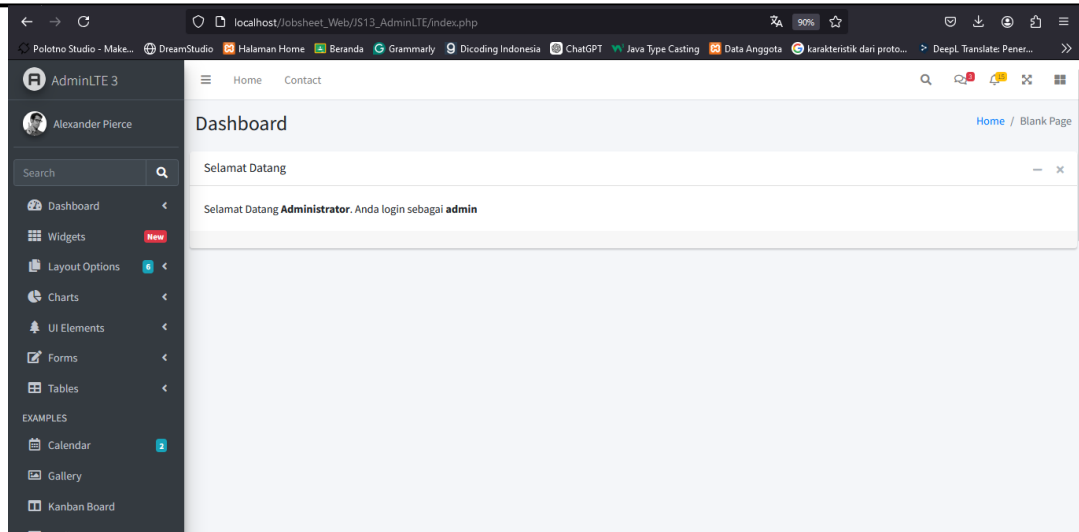 localhost/Jobsheet_Web/JS13_AdminLTE/index.php 90%
Polotno Studio - Make... DreamStudio Halaman Home Beranda Grammarly Dicoding Indonesia ChatGPT Java Type Casting Data Anggota karakteristik dari proto... DeepL Translate: Pener...
AdminLTE 3
Home Contact
3 15
Alexander Pierce
Dashboard
Home / Blank Page
Search
Selamat Datang
Selamat Datang Administrator. Anda login sebagai admin
Dashboard
Widgets New
Layout Options 6
Charts
UI Elements
Forms
Tables
EXAMPLES
Calendar 2
Gallery
Kanban Board